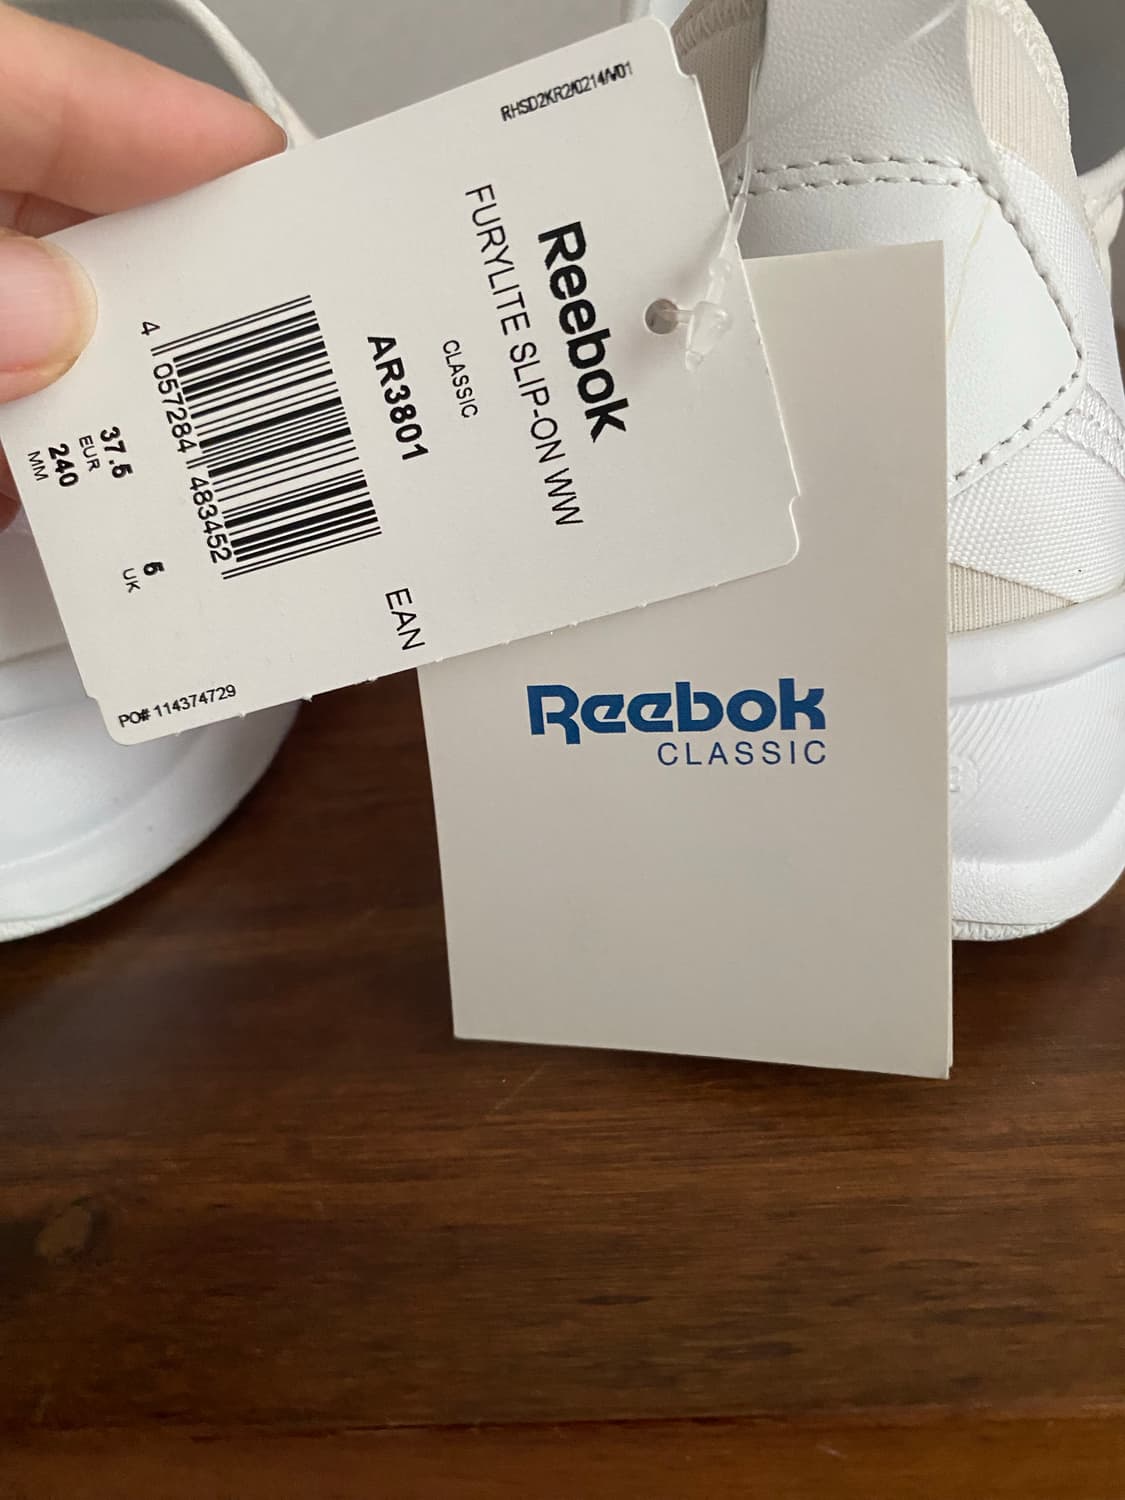 RHSD2KR2/0214/W01
Reebok
FURYLITE SLIP-ON WW
CLASSIC
AR3801
EAN
4 057284 483452
37.5
EUR
5
UK
240
MM
PO# 114374729
Reebok
CLASSIC